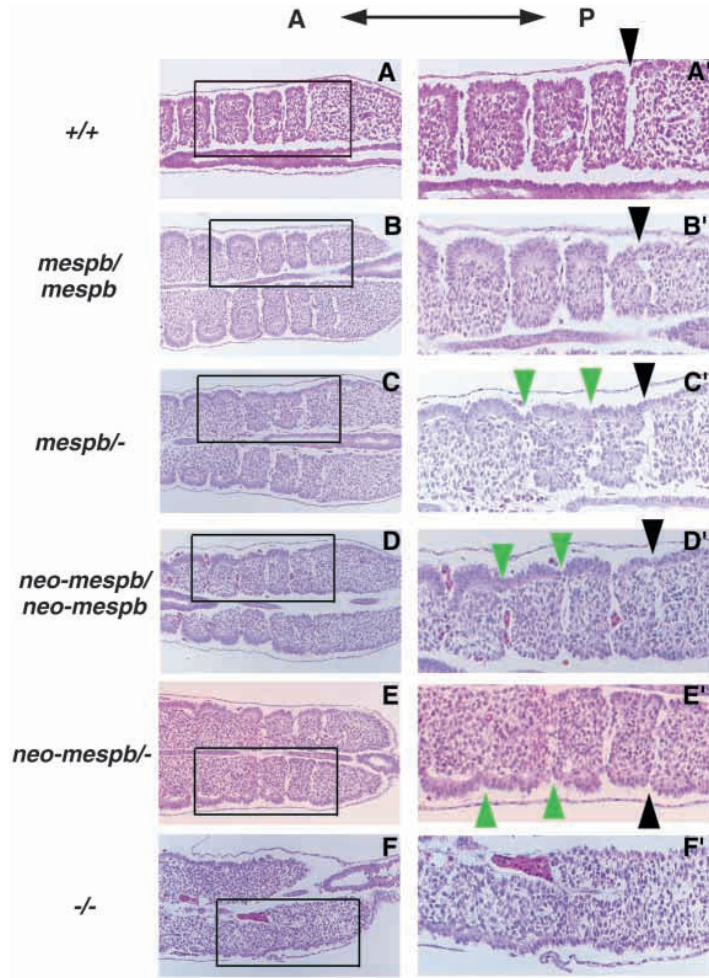 A P
A A'
+/+
B B'
mespb/
mespb
C C'
mespb/-
D D'
neo-mespb/
neo-mespb
E E'
neo-mespb/-
F F'
-/-